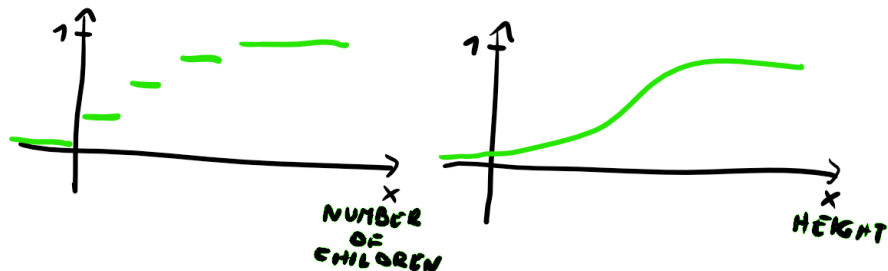 1
x
NUMBER
OF
CHILDREN
1
x
HEIGHT